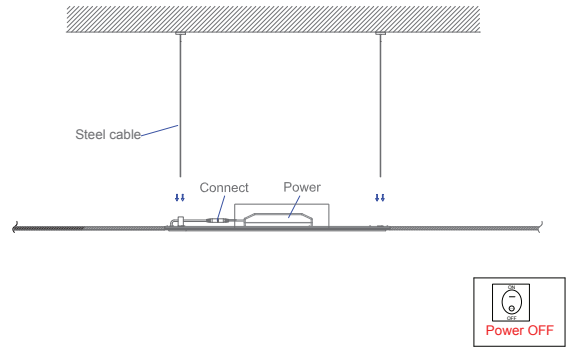 Steel cable
Connect
Power
ON
OFF
Power OFF